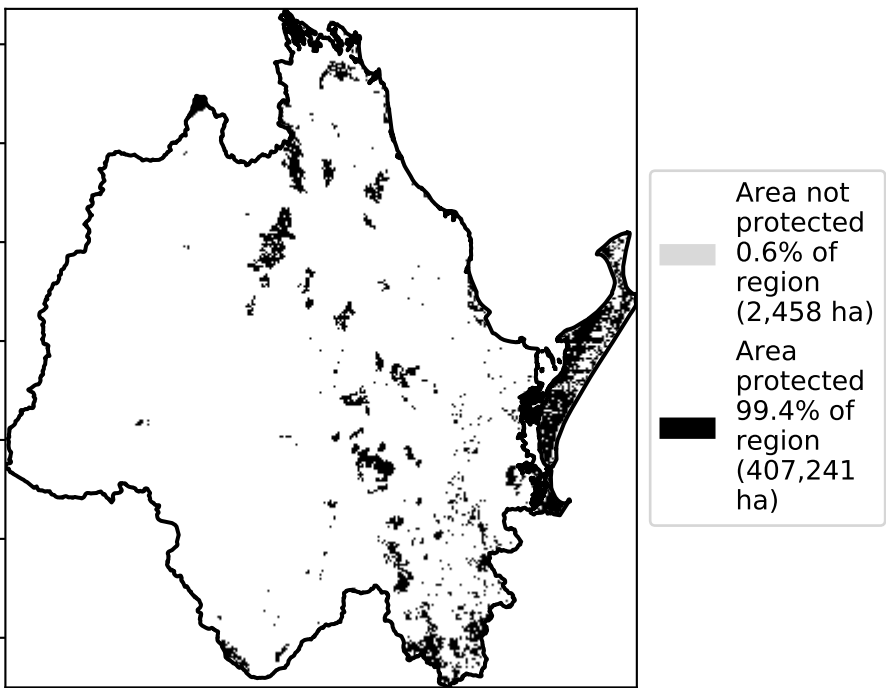 Area not
protected
0.6% of
region
(2,458 ha)
Area
protected
99.4% of
region
(407,241
ha)